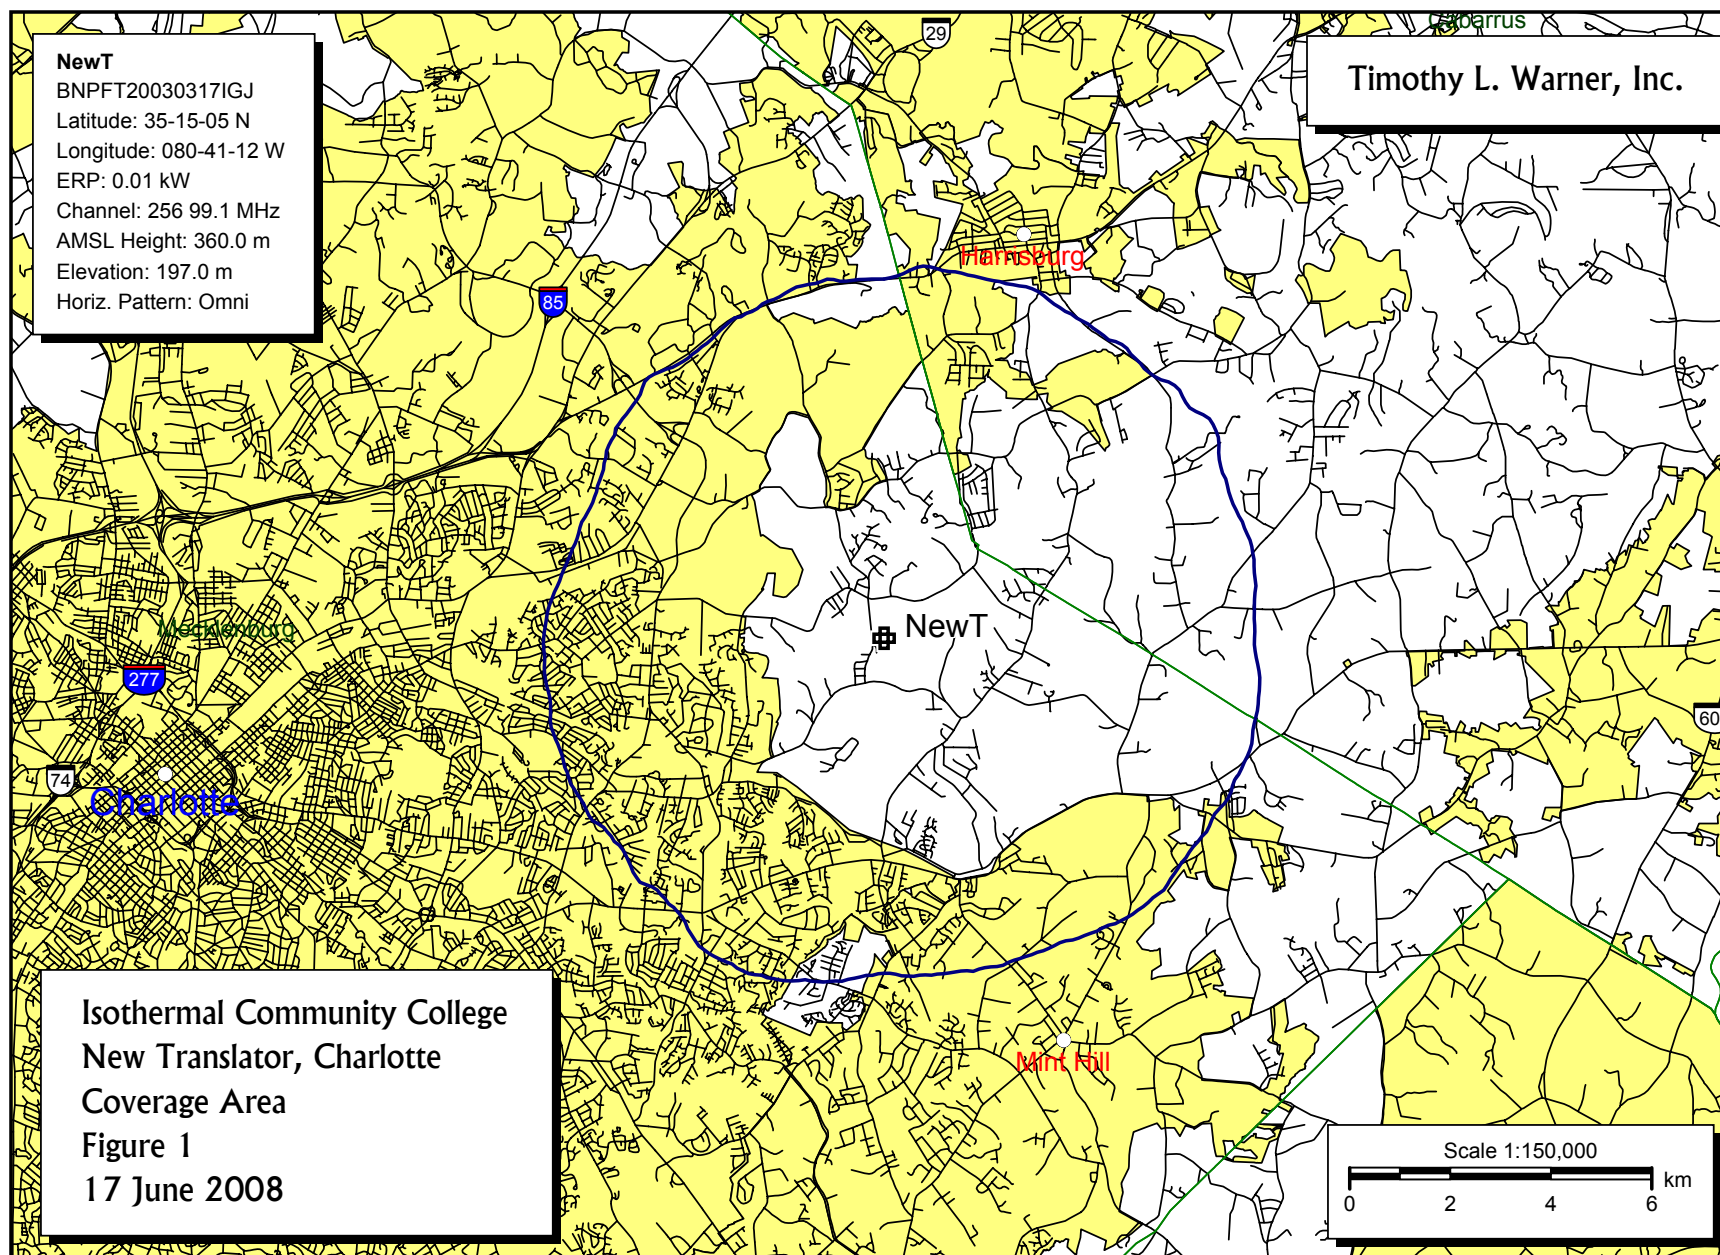 NewT
BNPFT20030317IGJ
Latitude: 35-15-05 N
Longitude: 080-41-12 W
ERP: 0.01 kW
Channel: 256 99.1 MHz
AMSL Height: 360.0 m
Elevation: 197.0 m
Horiz. Pattern: Omni
29
Cabarrus
Timothy L. Warner, Inc.
Harrisburg
85
NewT
Mecklenburg
277
60
74
Charlotte
Mint Hill
Isothermal Community College
New Translator, Charlotte
Coverage Area
Figure 1
17 June 2008
Scale 1:150,000
km
0 2 4 6